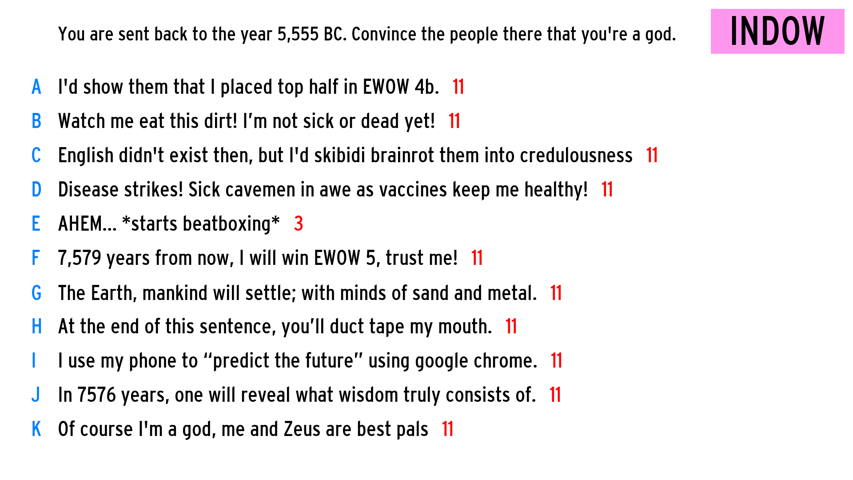 You are sent back to the year 5,555 BC. Convince the people there that you're a god.
INDOW
A I'd show them that I placed top half in EWOW 4b. 11
B Watch me eat this dirt! I’m not sick or dead yet! 11
C English didn't exist then, but I'd skibidi brainrot them into credulousness 11
D Disease strikes! Sick cavemen in awe as vaccines keep me healthy! 11
E AHEM... *starts beatboxing* 3
F 7,579 years from now, I will win EWOW 5, trust me! 11
G The Earth, mankind will settle; with minds of sand and metal. 11
H At the end of this sentence, you’ll duct tape my mouth. 11
I I use my phone to “predict the future” using google chrome. 11
J In 7576 years, one will reveal what wisdom truly consists of. 11
K Of course I'm a god, me and Zeus are best pals 11